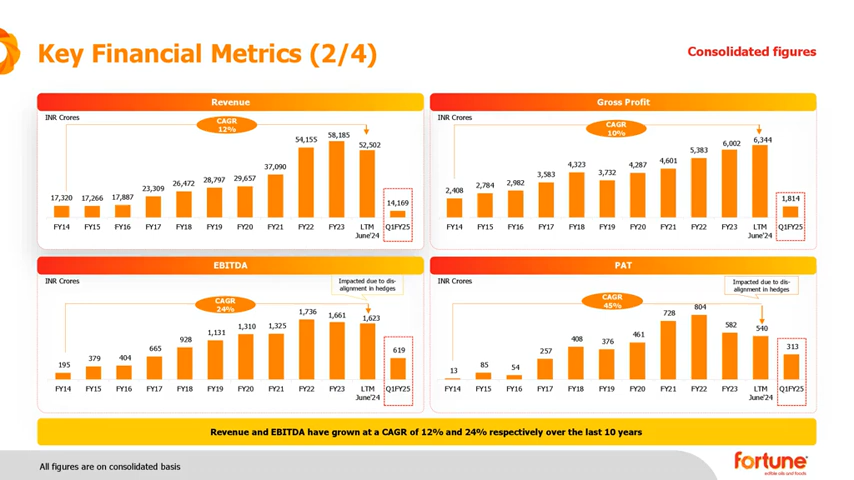 Key Financial Metrics (2/4)
Consolidated figures
Revenue
INR Crores
CAGR
12%
17,320 17,266 17,887 23,309 26,472 28,797 29,657 37,090 54,155 58,185 52,502 14,169
FY14 FY15 FY16 FY17 FY18 FY19 FY20 FY21 FY22 FY23 LTM June'24 Q1FY25
Gross Profit
INR Crores
CAGR
10%
2,408 2,784 2,982 3,583 4,323 3,732 4,287 4,601 5,383 6,002 6,344 1,814
FY14 FY15 FY16 FY17 FY18 FY19 FY20 FY21 FY22 FY23 LTM June'24 Q1FY25
EBITDA
INR Crores
Impacted due to dis-
alignment in hedges
CAGR
24%
195 379 404 665 928 1,131 1,310 1,325 1,736 1,661 1,623 619
FY14 FY15 FY16 FY17 FY18 FY19 FY20 FY21 FY22 FY23 LTM June'24 Q1FY25
PAT
INR Crores
Impacted due to dis-
alignment in hedges
CAGR
45%
13 85 54 257 408 376 461 728 804 582 540 313
FY14 FY15 FY16 FY17 FY18 FY19 FY20 FY21 FY22 FY23 LTM June'24 Q1FY25
Revenue and EBITDA have grown at a CAGR of 12% and 24% respectively over the last 10 years
All figures are on consolidated basis
fortune
edible oils and foods